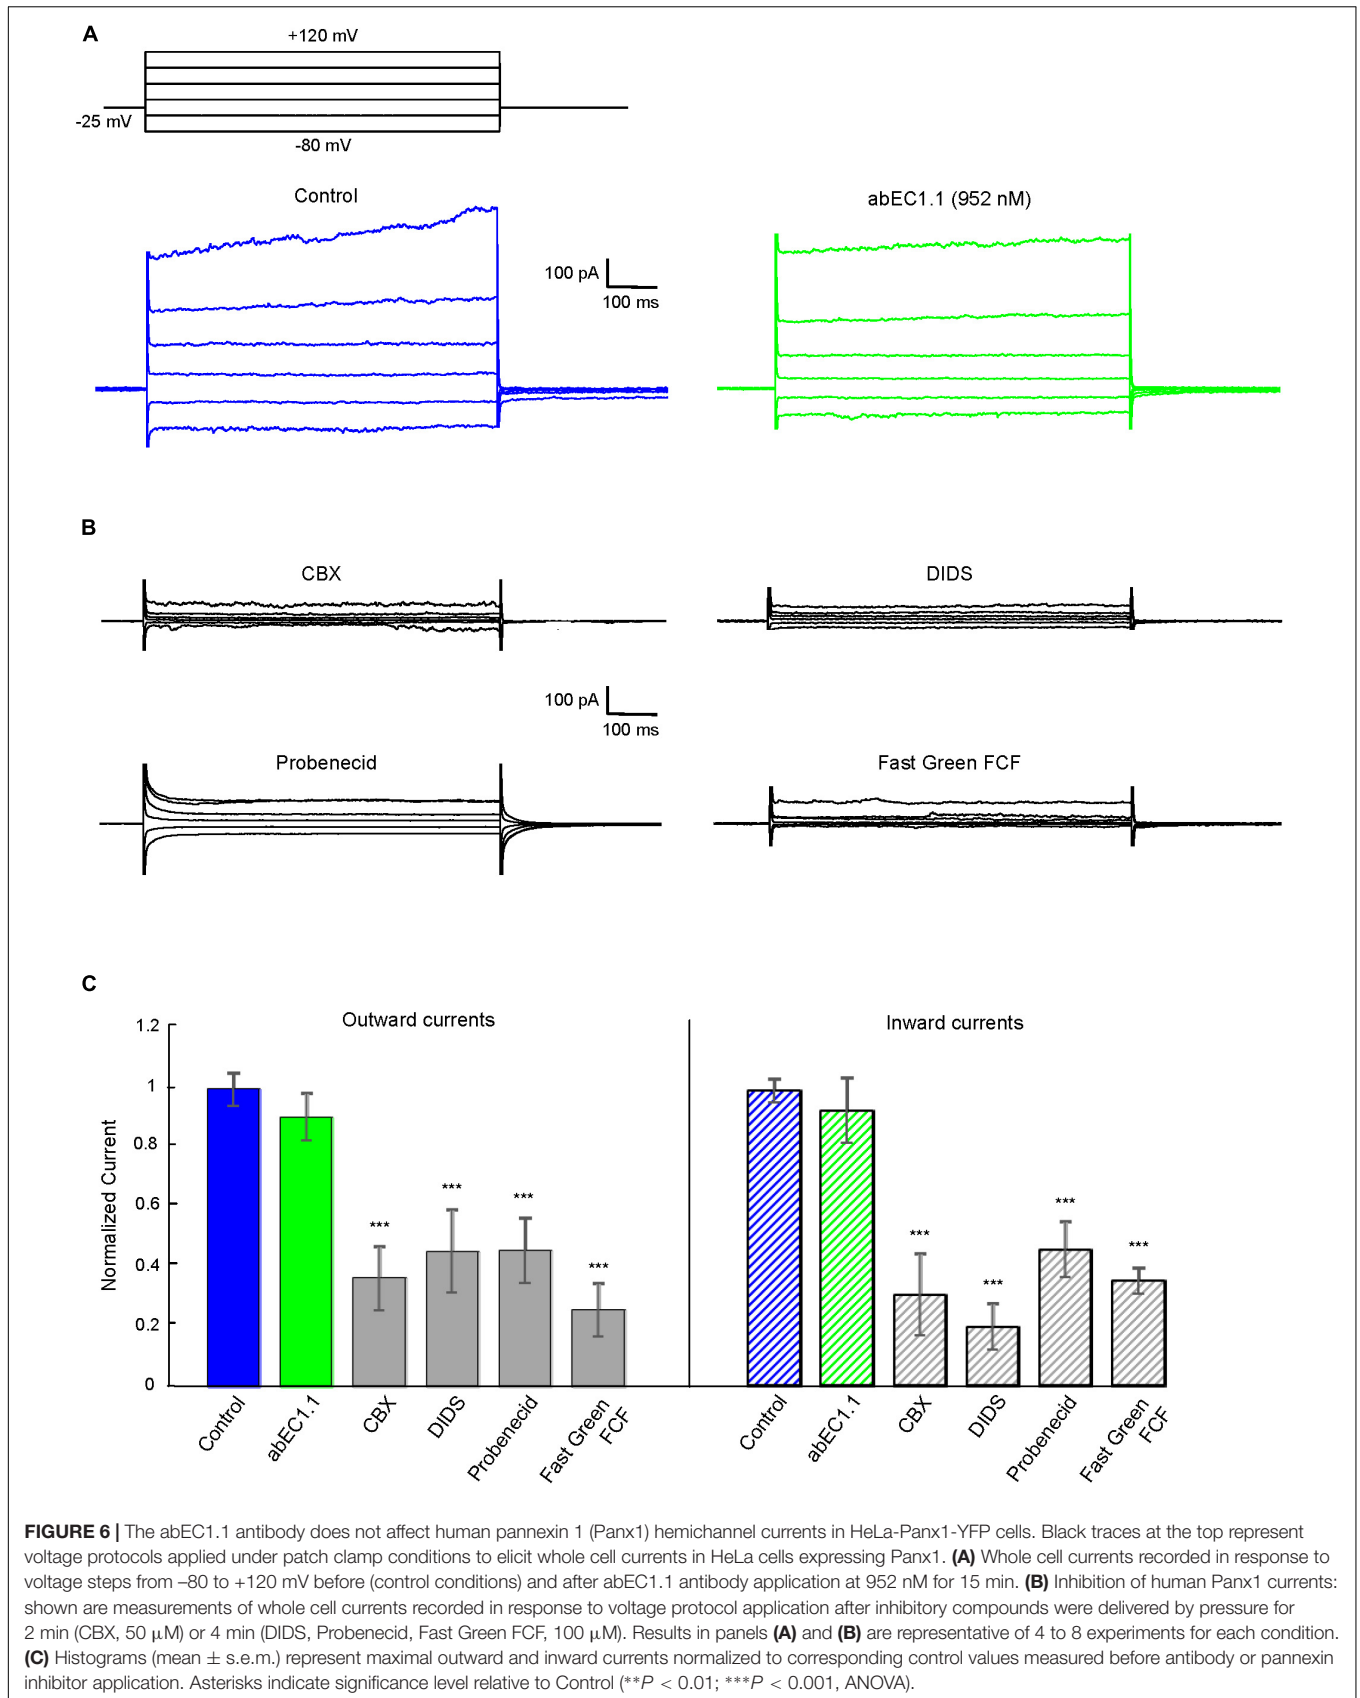 A
+120 mV
-25 mV
-80 mV
Control
abEC1.1 (952 nM)
100 pA
100 ms
B
CBX
DIDS
100 pA
100 ms
Probenecid
Fast Green FCF
C
Outward currents
Inward currents
Normalized Current
1.2
1
0.8
0.6
0.4
0.2
0
***
***
***
***
***
***
***
***
Control
abEC1.1
CBX
DIDS
Probenecid
Fast Green
FCF
Control
abEC1.1
CBX
DIDS
Probenecid
Fast Green
FCF
FIGURE 6 | The abEC1.1 antibody does not affect human pannexin 1 (Panx1) hemichannel currents in HeLa-Panx1-YFP cells. Black traces at the top represent
voltage protocols applied under patch clamp conditions to elicit whole cell currents in HeLa cells expressing Panx1. (A) Whole cell currents recorded in response to
voltage steps from –80 to +120 mV before (control conditions) and after abEC1.1 antibody application at 952 nM for 15 min. (B) Inhibition of human Panx1 currents:
shown are measurements of whole cell currents recorded in response to voltage protocol application after inhibitory compounds were delivered by pressure for
2 min (CBX, 50 μM) or 4 min (DIDS, Probenecid, Fast Green FCF, 100 μM). Results in panels (A) and (B) are representative of 4 to 8 experiments for each condition.
(C) Histograms (mean ± s.e.m.) represent maximal outward and inward currents normalized to corresponding control values measured before antibody or pannexin
inhibitor application. Asterisks indicate significance level relative to Control (**P < 0.01; ***P < 0.001, ANOVA).